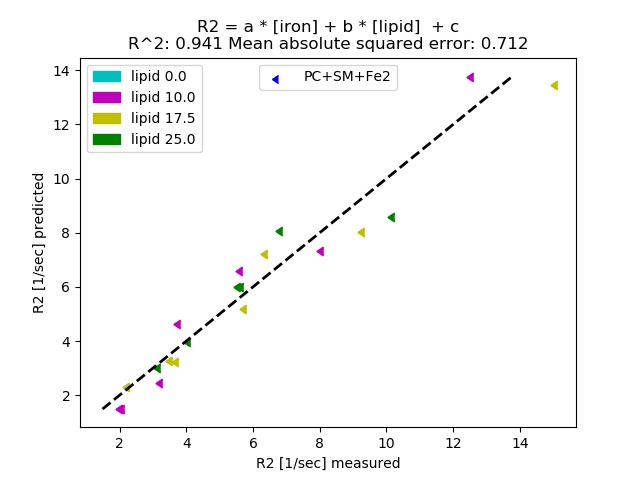 R2 = a * [iron] + b * [lipid]  + c
R^2: 0.941 Mean absolute squared error: 0.712
lipid 0.0
lipid 10.0
lipid 17.5
lipid 25.0
PC+SM+Fe2
R2 [1/sec] predicted
14
12
10
8
6
4
2
2 4 6 8 10 12 14
R2 [1/sec] measured